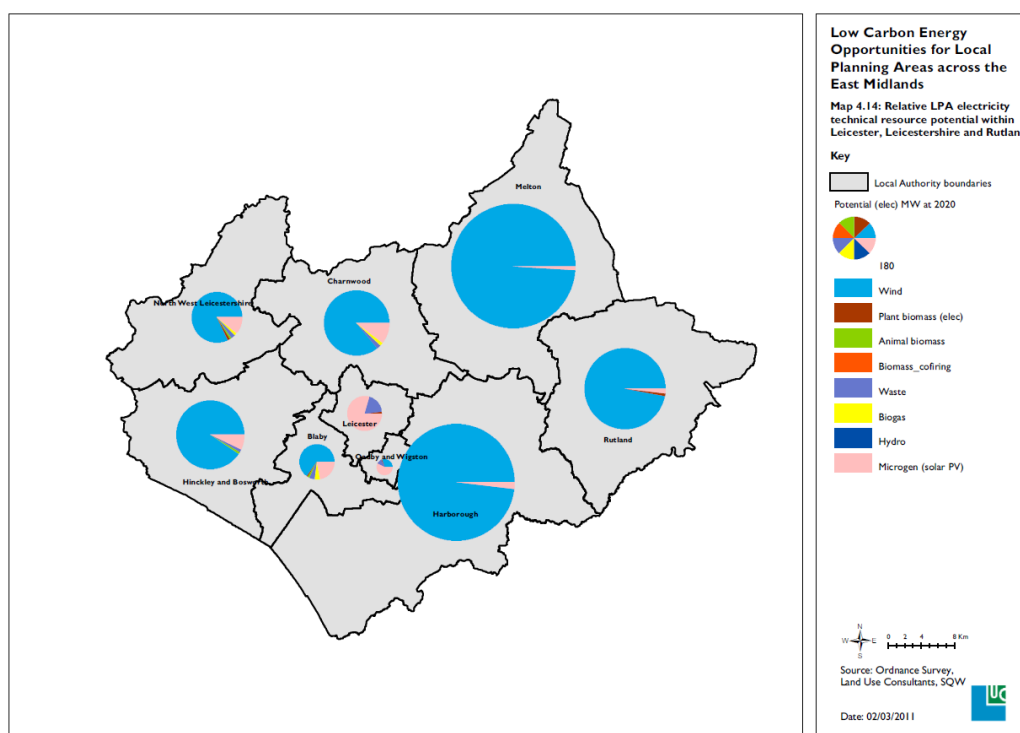 Low Carbon Energy
Opportunities for Local
Planning Areas across the
East Midlands
Map 4.14: Relative LPA electricity
technical resource potential within
Leicester, Leicestershire and Rutlan
Key
Local Authority boundaries
Potential (elec) MW at 2020
180
Wind
Plant biomass (elec)
Animal biomass
Biomass_cofiring
Waste
Biogas
Hydro
Microgen (solar PV)
Melton
Charnwood
North West Leicestershire
Leicester
Blaby
Oadby and Wigston
Rutland
Hinckley and Bosworth
Harborough
N
W E
S
0 2 4 8 Km
Source: Ordnance Survey,
Land Use Consultants, SQW
Date: 02/03/2011
LUC